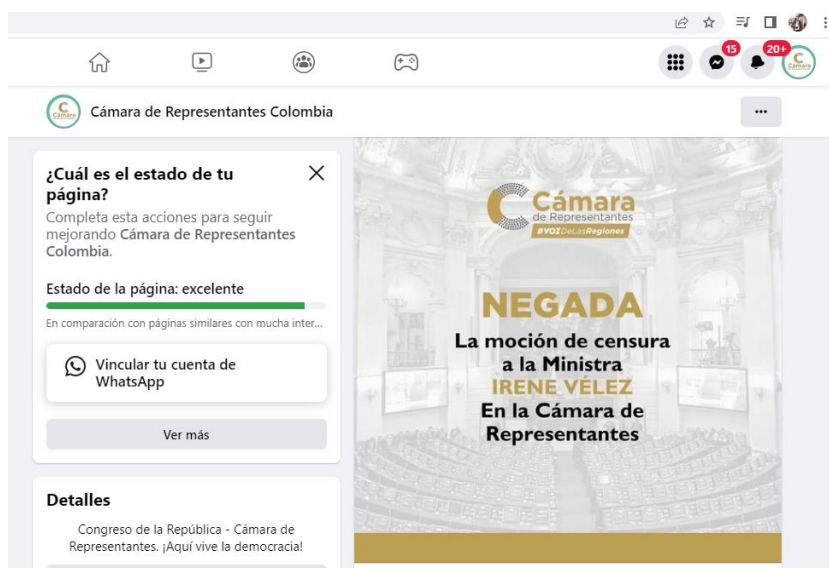 15
20+
Cámara
Cámara
Cámara de Representantes Colombia
¿Cuál es el estado de tu
página?
Completa esta acciones para seguir
mejorando Cámara de Representantes
Colombia.
Estado de la página: excelente
En comparación con páginas similares con mucha inter...
Vincular tu cuenta de
WhatsApp
Ver más
Detalles
Congreso de la República - Cámara de
Representantes. ¡Aquí vive la democracia!
Cámara
de Representantes
#VOZDeLasRegiones
NEGADA
La moción de censura
a la Ministra
IRENE VÉLEZ
En la Cámara de
Representantes